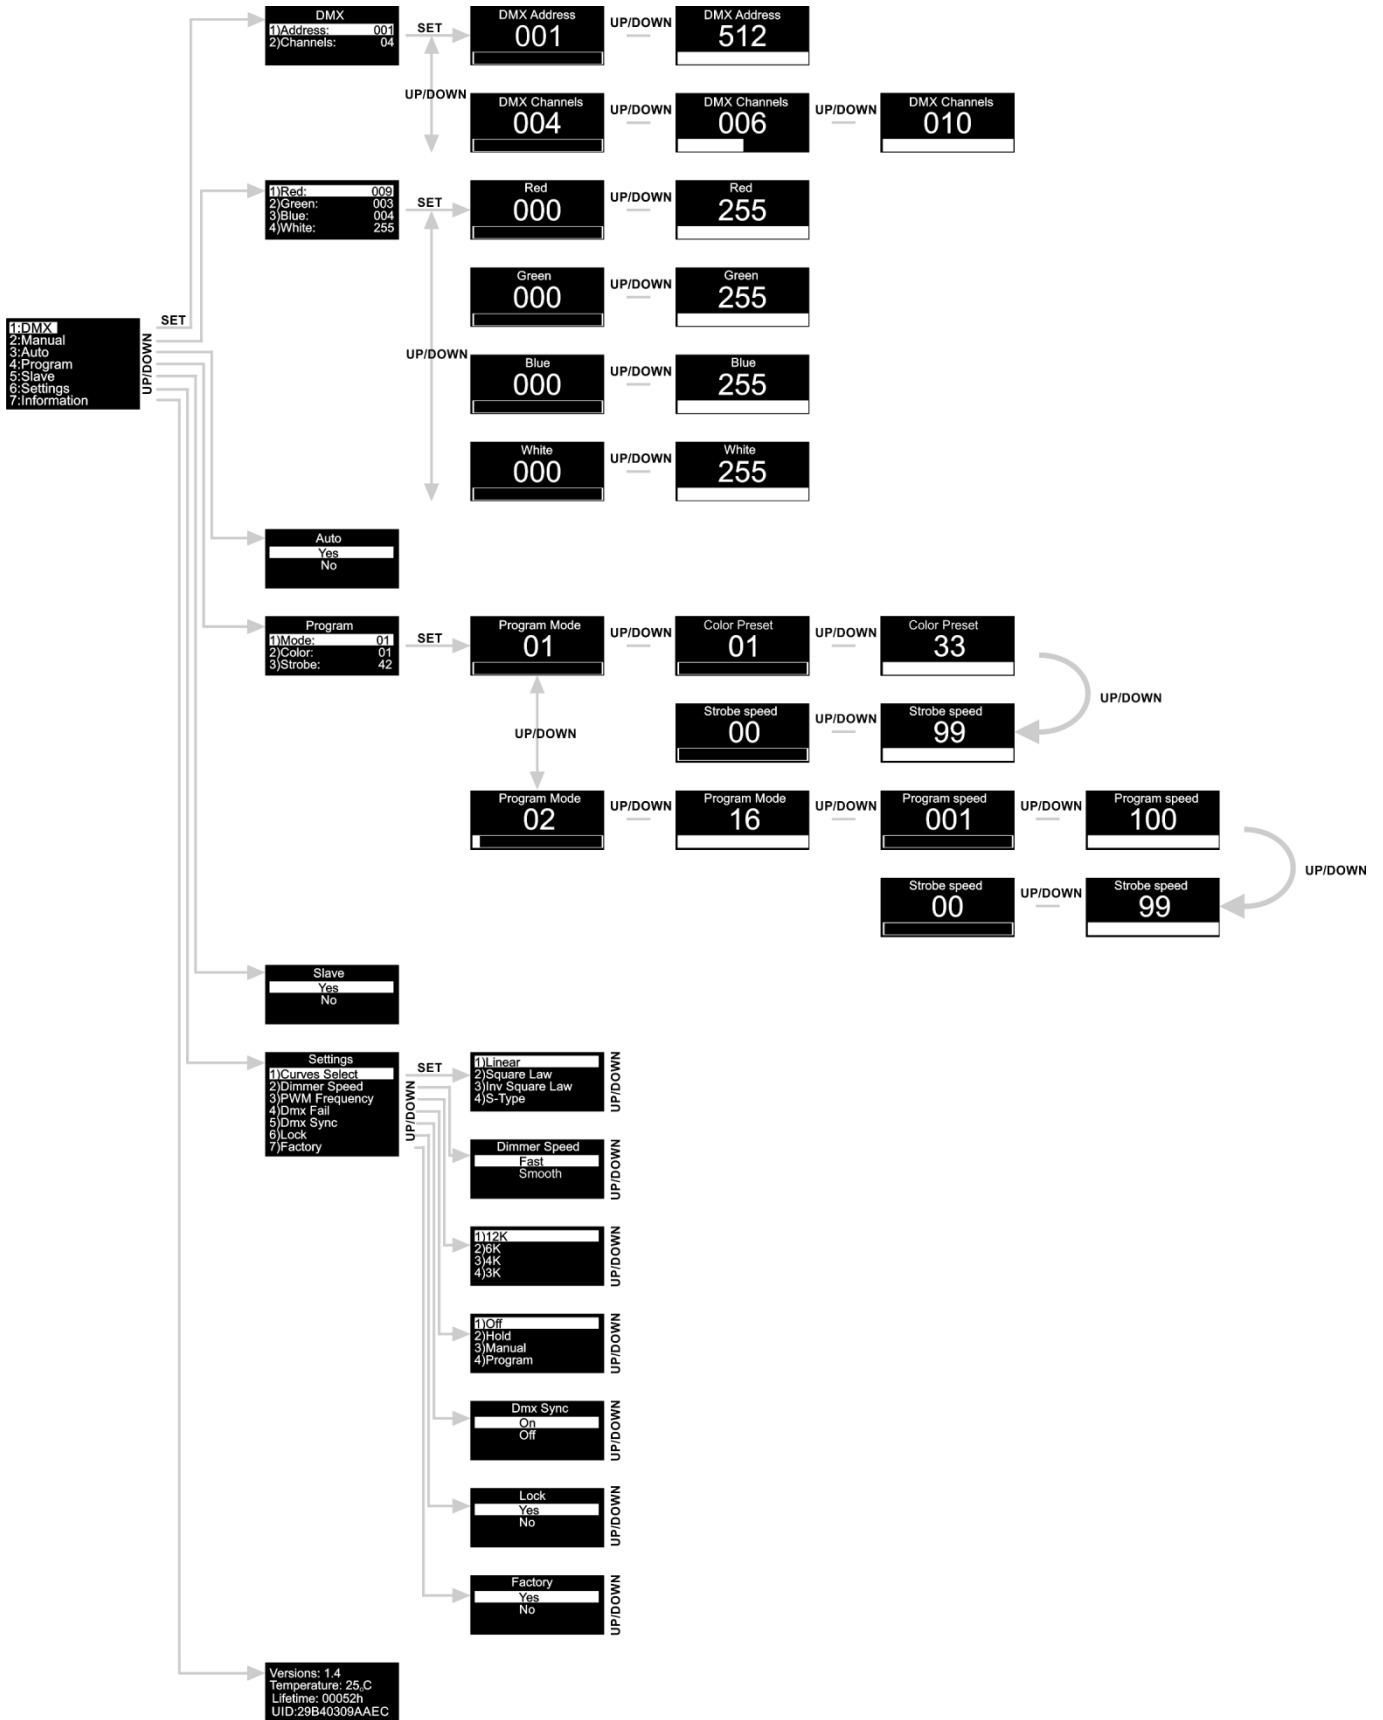 DMX
1)Address: 001
2)Channels: 04
SET
DMX Address
001
UP/DOWN
DMX Address
512
UP/DOWN
DMX Channels
004
UP/DOWN
DMX Channels
006
UP/DOWN
DMX Channels
010
1)Red: 009
2)Green: 003
3)Blue: 004
4)White: 255
SET
Red
000
UP/DOWN
Red
255
Green
000
UP/DOWN
Green
255
UP/DOWN
Blue
000
UP/DOWN
Blue
255
White
000
UP/DOWN
White
255
1:DMX
2:Manual
3:Auto
4:Program
5:Slave
6:Settings
7:Information
SET
UP/DOWN
Auto
Yes
No
Program
1)Mode: 01
2)Color: 01
3)Strobe: 42
SET
Program Mode
01
UP/DOWN
Color Preset
01
UP/DOWN
Color Preset
33
UP/DOWN
Strobe speed
00
UP/DOWN
Strobe speed
99
UP/DOWN
Program Mode
02
UP/DOWN
Program Mode
16
UP/DOWN
Program speed
001
UP/DOWN
Program speed
100
UP/DOWN
Strobe speed
00
UP/DOWN
Strobe speed
99
Slave
Yes
No
Settings
1)Curves Select
2)Dimmer Speed
3)PWM Frequency
4)Dmx Fail
5)Dmx Sync
6)Lock
7)Factory
SET
UP/DOWN
1)Linear
2)Square Law
3)Inv Square Law
4)S-Type
UP/DOWN
Dimmer Speed
Fast
Smooth
UP/DOWN
1)12K
2)6K
3)4K
4)3K
UP/DOWN
1)Off
2)Hold
3)Manual
4)Program
UP/DOWN
Dmx Sync
On
Off
UP/DOWN
Lock
Yes
No
UP/DOWN
Factory
Yes
No
UP/DOWN
Versions: 1.4
Temperature: 25°C
Lifetime: 00052h
UID:29B40309AAEC